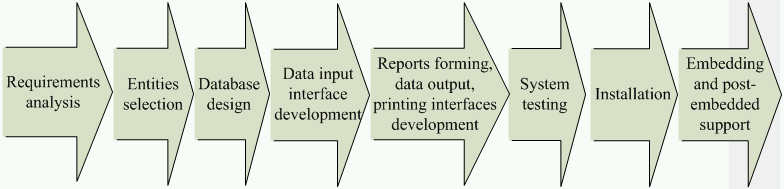 Requirements
analysis
Entities
selection
Database
design
Data input
interface
development
Reports forming,
data output,
printing interfaces
development
System
testing
Installation
Embedding
and post-
embedded
support